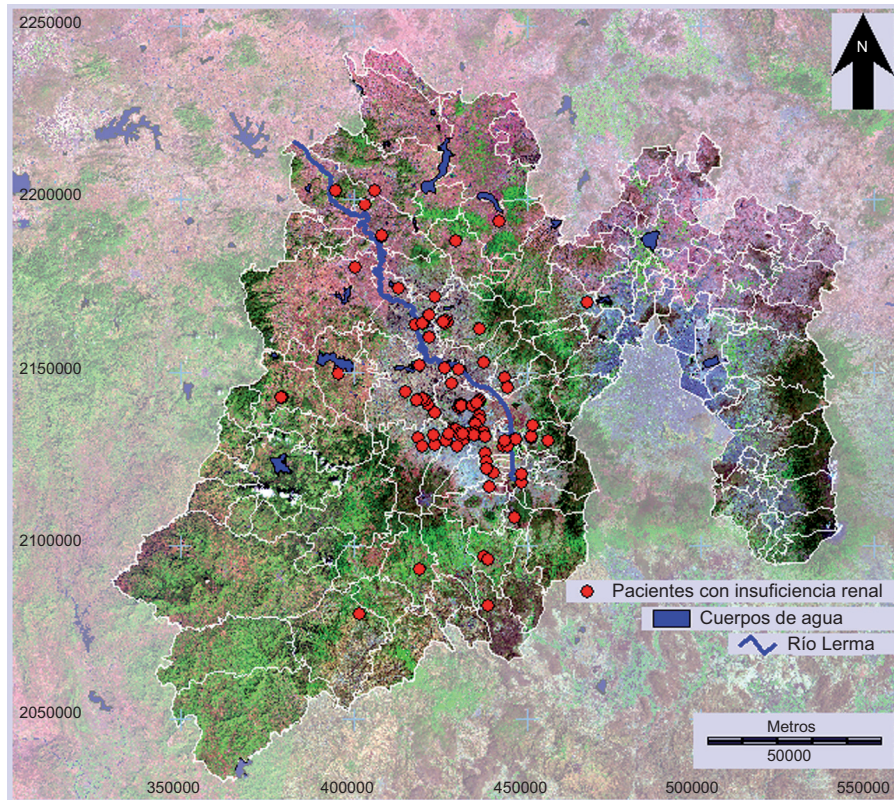 2250000
N
2200000
2150000
2100000
Pacientes con insuficiencia renal
Cuerpos de agua
Río Lerma
2050000
Metros
50000
350000
400000
450000
500000
550000